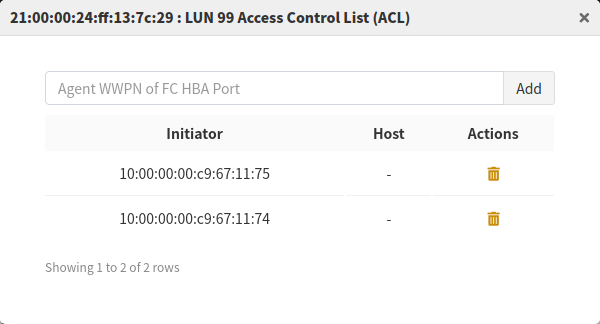 21:00:00:24:ff:13:7c:29 : LUN 99 Access Control List (ACL) ×
Agent WWPN of FC HBA Port Add
Initiator Host Actions
10:00:00:00:c9:67:11:75 -
10:00:00:00:c9:67:11:74 -
Showing 1 to 2 of 2 rows